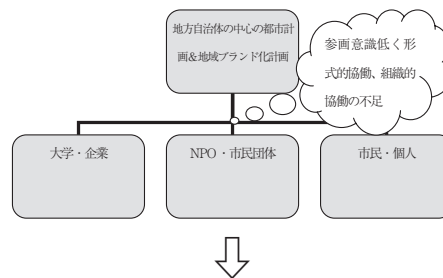 地方自治体の中心の都市計
画＆地域ブランド化計画
参画意識低く形
式的協働、組織的
協働の不足
大学・企業
NPO・市民団体
市民・個人